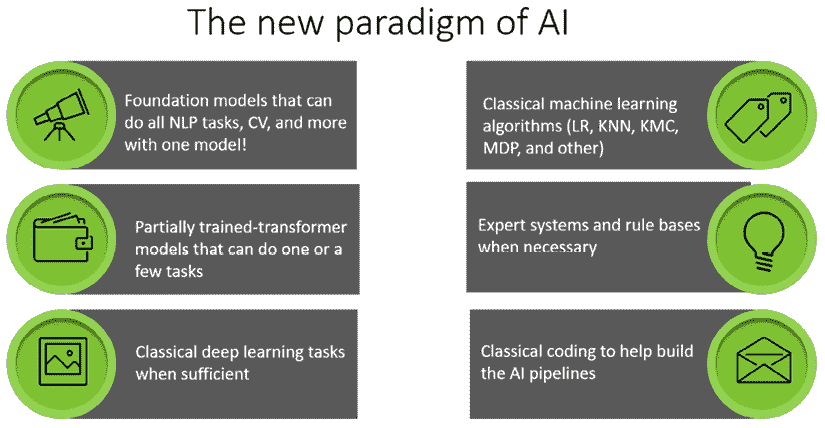 The new paradigm of AI
Foundation models that can
do all NLP tasks, CV, and more
with one model!
Partially trained-transformer
models that can do one or a
few tasks
Classical deep learning tasks
when sufficient
Classical machine learning
algorithms (LR, KNN, KMC,
MDP, and other)
Expert systems and rule bases
when necessary
Classical coding to help build
the AI pipelines